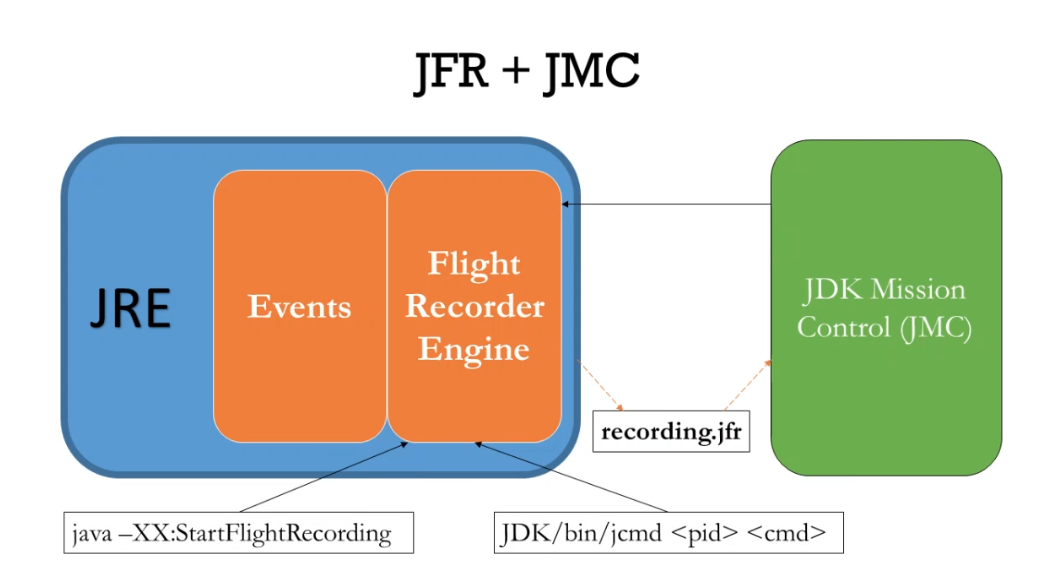 JFR + JMC
JRE
Events
Flight
Recorder
Engine
JDK Mission
Control (JMC)
recording.jfr
java –XX:StartFlightRecording
JDK/bin/jcmd <pid> <cmd>